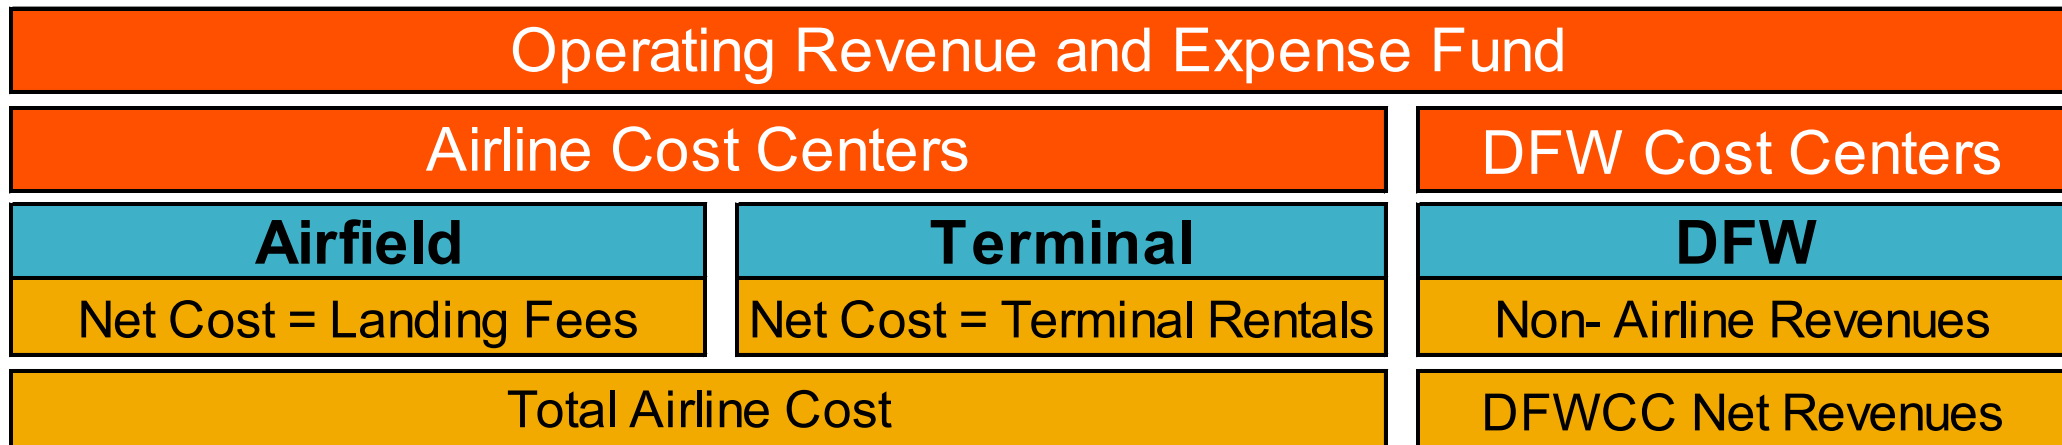 Operating Revenue and Expense Fund
Airline Cost Centers
DFW Cost Centers
Airfield
Terminal
DFW
Net Cost = Landing Fees
Net Cost = Terminal Rentals
Non- Airline Revenues
Total Airline Cost
DFWCC Net Revenues